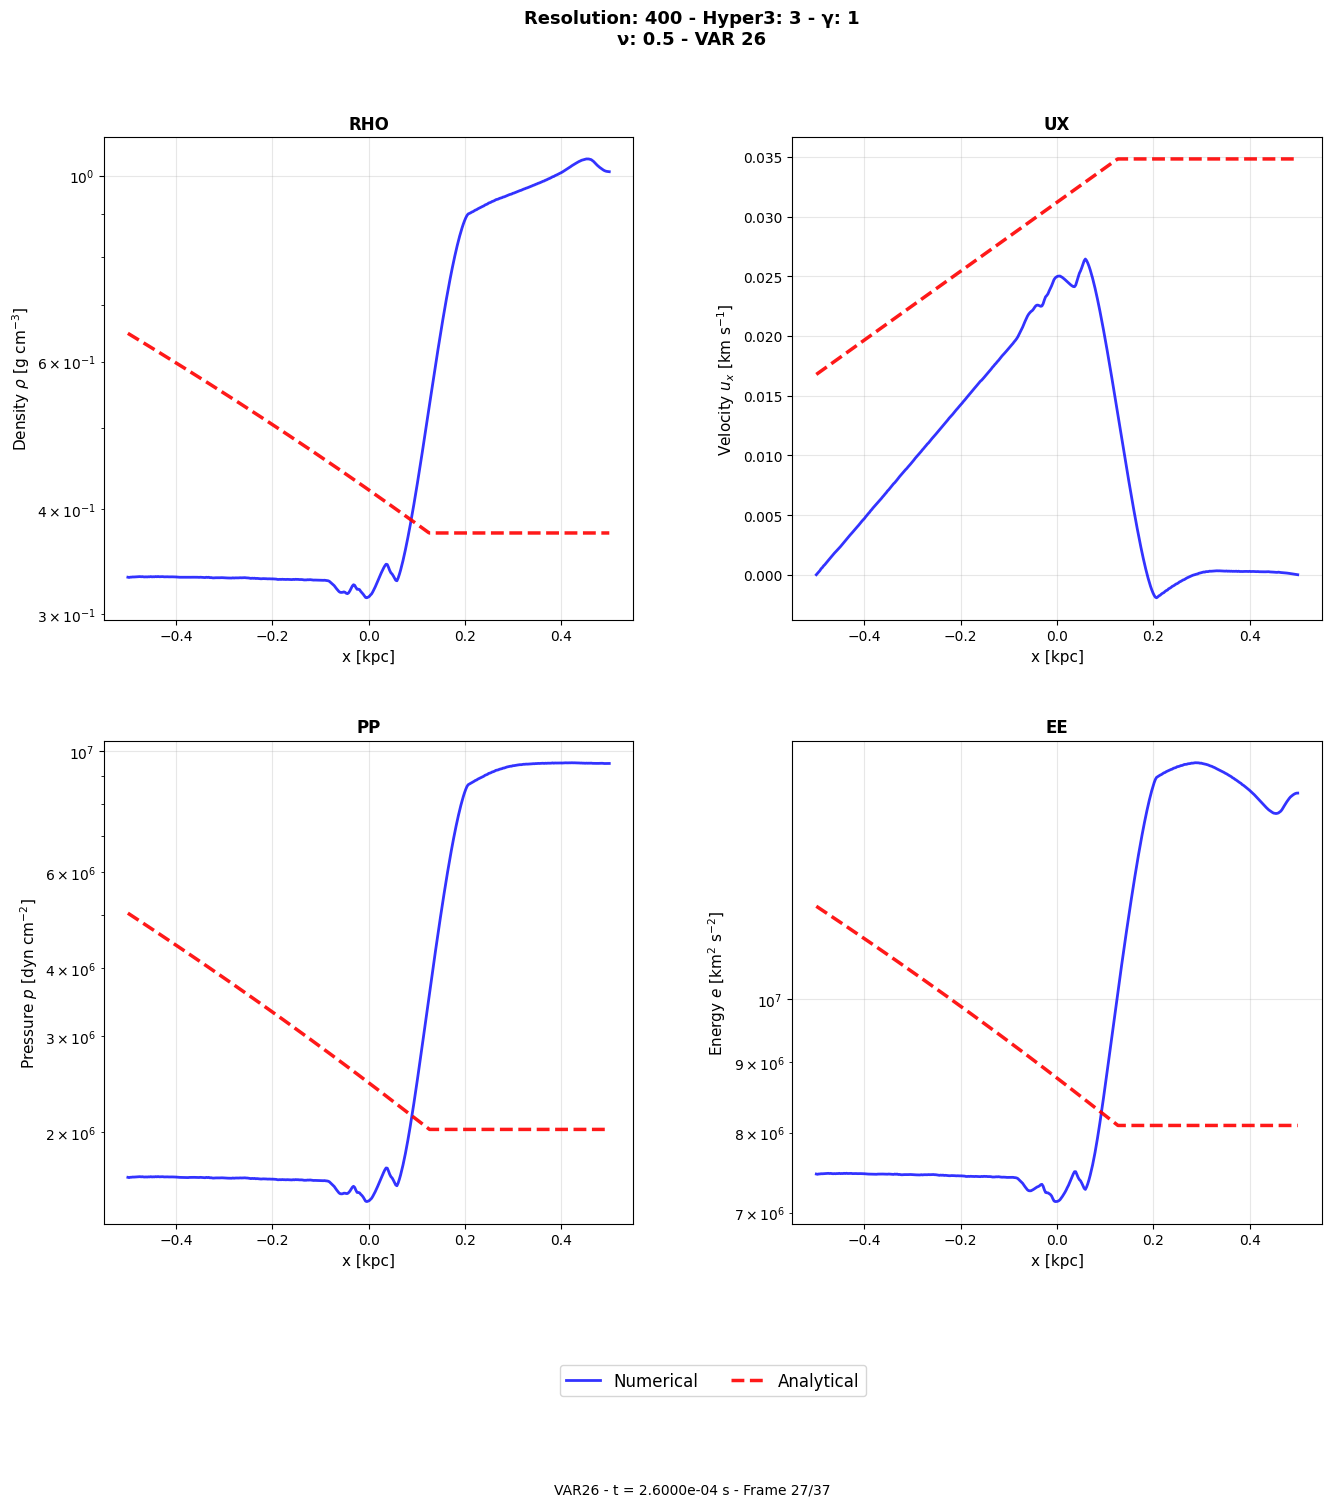 Resolution: 400 - Hyper3: 3 - γ: 1
ν: 0.5 - VAR 26
RHO
Density ρ [g cm⁻³]
10⁰
6 × 10⁻¹
4 × 10⁻¹
3 × 10⁻¹
−0.4 −0.2 0.0 0.2 0.4
x [kpc]
UX
Velocity uₓ [km s⁻¹]
0.035
0.030
0.025
0.020
0.015
0.010
0.005
0.000
−0.4 −0.2 0.0 0.2 0.4
x [kpc]
PP
Pressure p [dyn cm⁻²]
10⁷
6 × 10⁶
4 × 10⁶
3 × 10⁶
2 × 10⁶
−0.4 −0.2 0.0 0.2 0.4
x [kpc]
EE
Energy e [km² s⁻²]
10⁷
9 × 10⁶
8 × 10⁶
7 × 10⁶
−0.4 −0.2 0.0 0.2 0.4
x [kpc]
Numerical Analytical
VAR26 - t = 2.6000e-04 s - Frame 27/37